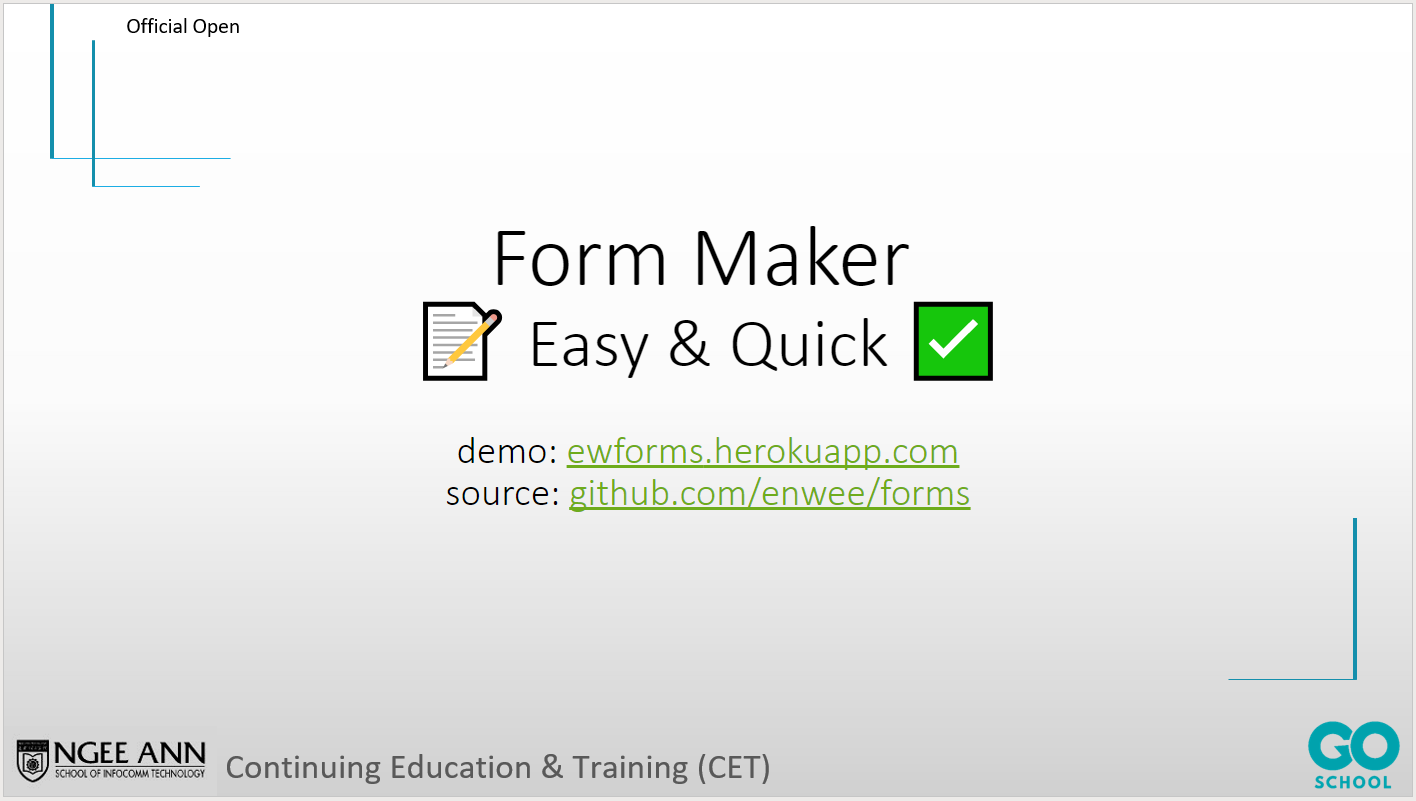 Official Open
Form Maker
Easy & Quick
demo: ewforms.herokuapp.com
source: github.com/enwee/forms
NGEE ANN
SCHOOL OF INFOCOMM TECHNOLOGY
Continuing Education & Training (CET)
GO
SCHOOL